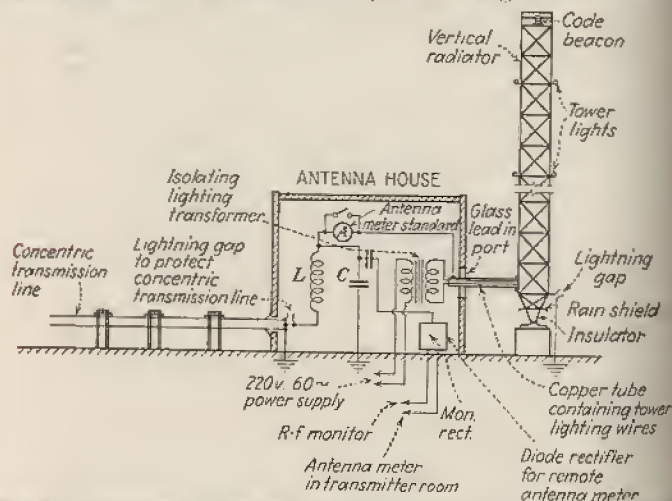 Code
beacon
Vertical
radiator
Tower
lights
Isolating
lighting
transformer
ANTENNA HOUSE
Antenna
meter standard
A
Glass
lead in
port
Lightning
gap
Concentric
transmission
line
Lightning gap
to protect
concentric
transmission line
L
C
Rain shield
Insulator
220v. 60~
power supply
R-f monitor
Antenna meter
in transmitter room
Mon.
rect.
Copper tube
containing tower
lighting wires
Diode rectifier
for remote
antenna meter